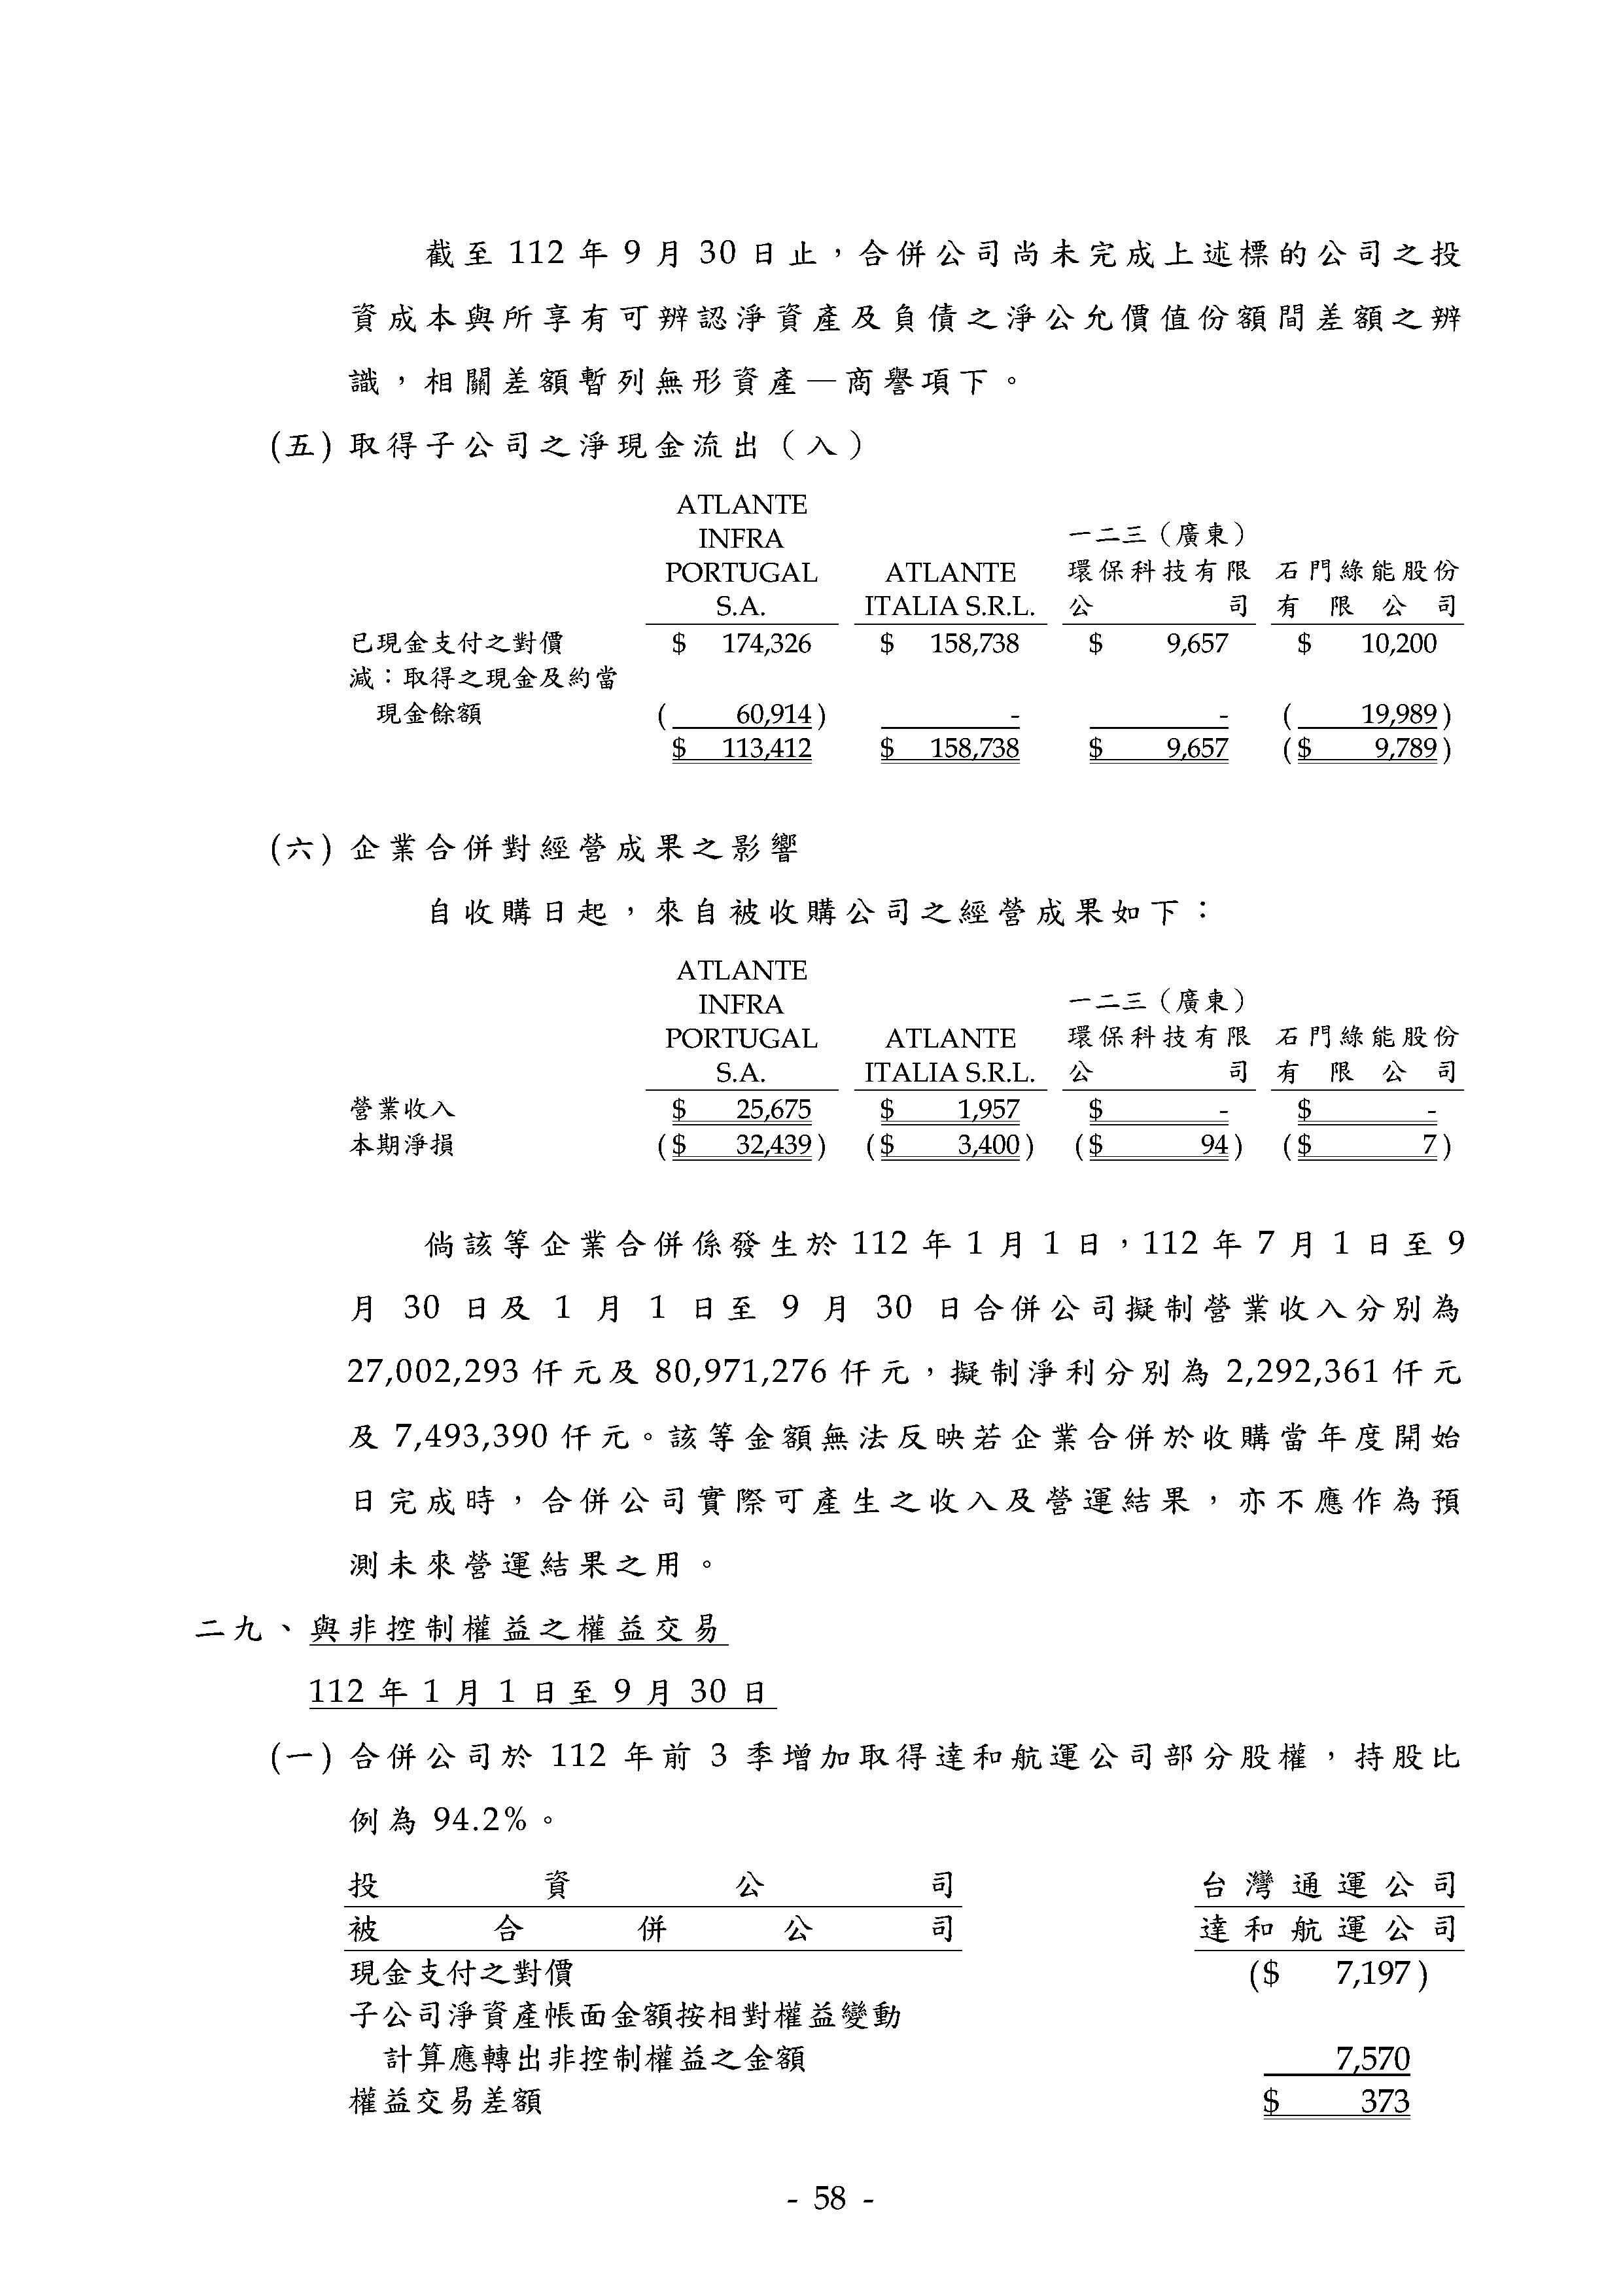 截至 112 年 9 月 30 日止，合併公司尚未完成上述標的公司之投
資成本與所享有可辨認淨資產及負債之淨公允價值份額間差額之辨
識，相關差額暫列無形資產—商譽項下。
(五) 取得子公司之淨現金流出（入）
ATLANTE
INFRA 一二三（廣東）
PORTUGAL ATLANTE 環保科技有限 石門綠能股份
S.A. ITALIA S.R.L. 公司 有限公司
已現金支付之對價 $ 174,326 $ 158,738 $ 9,657 $ 10,200
減：取得之現金及約當
現金餘額 ( 60,914) - - ( 19,989)
$ 113,412 $ 158,738 $ 9,657 ($ 9,789)
(六) 企業合併對經營成果之影響
自收購日起，來自被收購公司之經營成果如下：
ATLANTE
INFRA 一二三（廣東）
PORTUGAL ATLANTE 環保科技有限 石門綠能股份
S.A. ITALIA S.R.L. 公司 有限公司
營業收入 $ 25,675 $ 1,957 $ - $ -
本期淨損 ($ 32,439) ($ 3,400) ($ 94) ($ 7)
倘該等企業合併係發生於 112 年 1 月 1 日，112 年 7 月 1 日至 9
月 30 日及 1 月 1 日至 9 月 30 日合併公司擬制營業收入分別為
27,002,293 仟元及 80,971,276 仟元，擬制淨利分別為 2,292,361 仟元
及 7,493,390 仟元。該等金額無法反映若企業合併於收購當年度開始
日完成時，合併公司實際可產生之收入及營運結果，亦不應作為預
測未來營運結果之用。
二九、與非控制權益之權益交易
112 年 1 月 1 日至 9 月 30 日
(一) 合併公司於 112 年前 3 季增加取得達和航運公司部分股權，持股比
例為 94.2%。
投資公司 台灣通運公司
被合併公司 達和航運公司
現金支付之對價 ($ 7,197)
子公司淨資產帳面金額按相對權益變動
計算應轉出非控制權益之金額 7,570
權益交易差額 $ 373
- 58 -